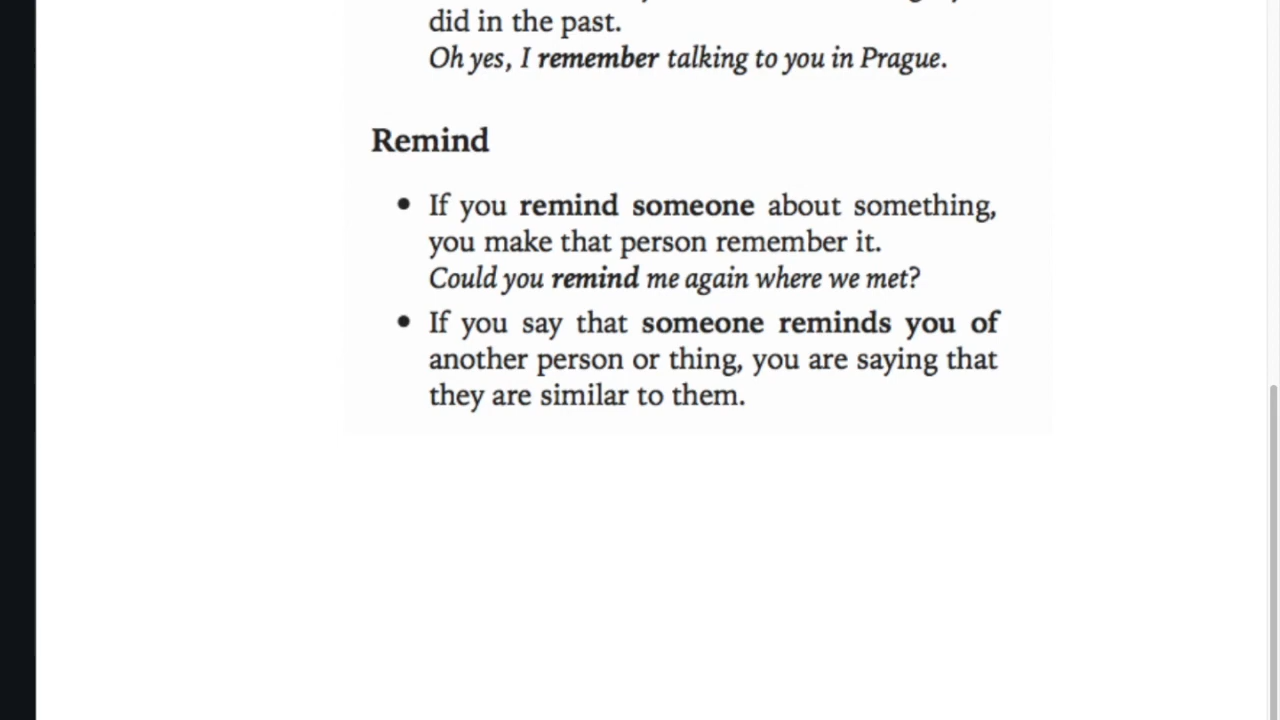 did in the past.
Oh yes, I remember talking to you in Prague.
Remind
• If you remind someone about something,
you make that person remember it.
Could you remind me again where we met?
• If you say that someone reminds you of
another person or thing, you are saying that
they are similar to them.